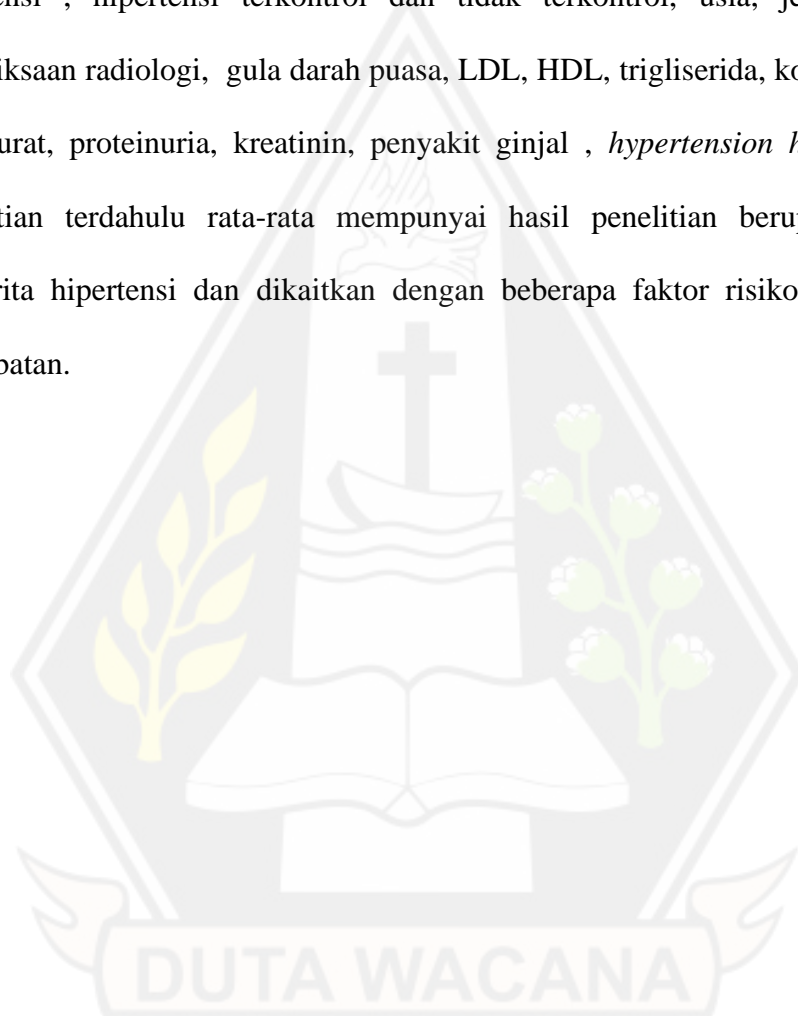 ensi , hipertensi terkontrol dan tidak terkontrol, usia, je
iksaan radiologi, gula darah puasa, LDL, HDL, trigliserida, ko
urat, proteinuria, kreatinin, penyakit ginjal , hypertension h
tian terdahulu rata-rata mempunyai hasil penelitian beru
rita hipertensi dan dikaitkan dengan beberapa faktor risiko
batan.
DUTA WACANA